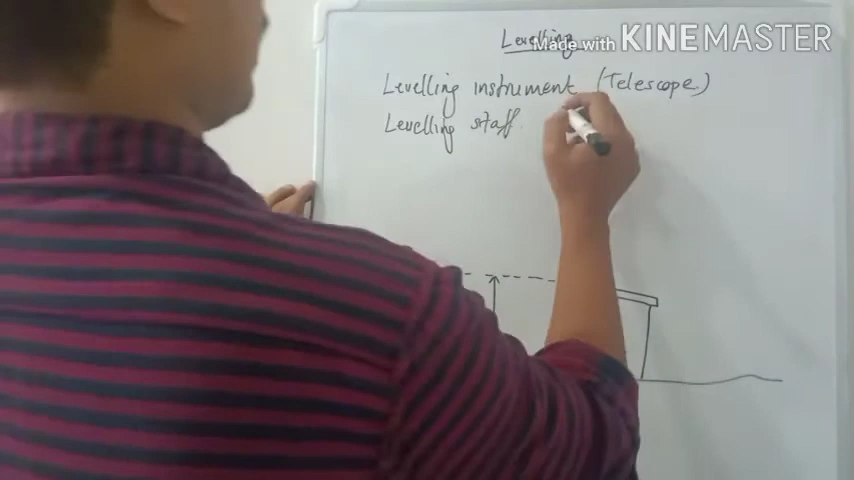 Levelling
Made with KINEMASTER
Levelling instrument (Telescope)
Levelling staff